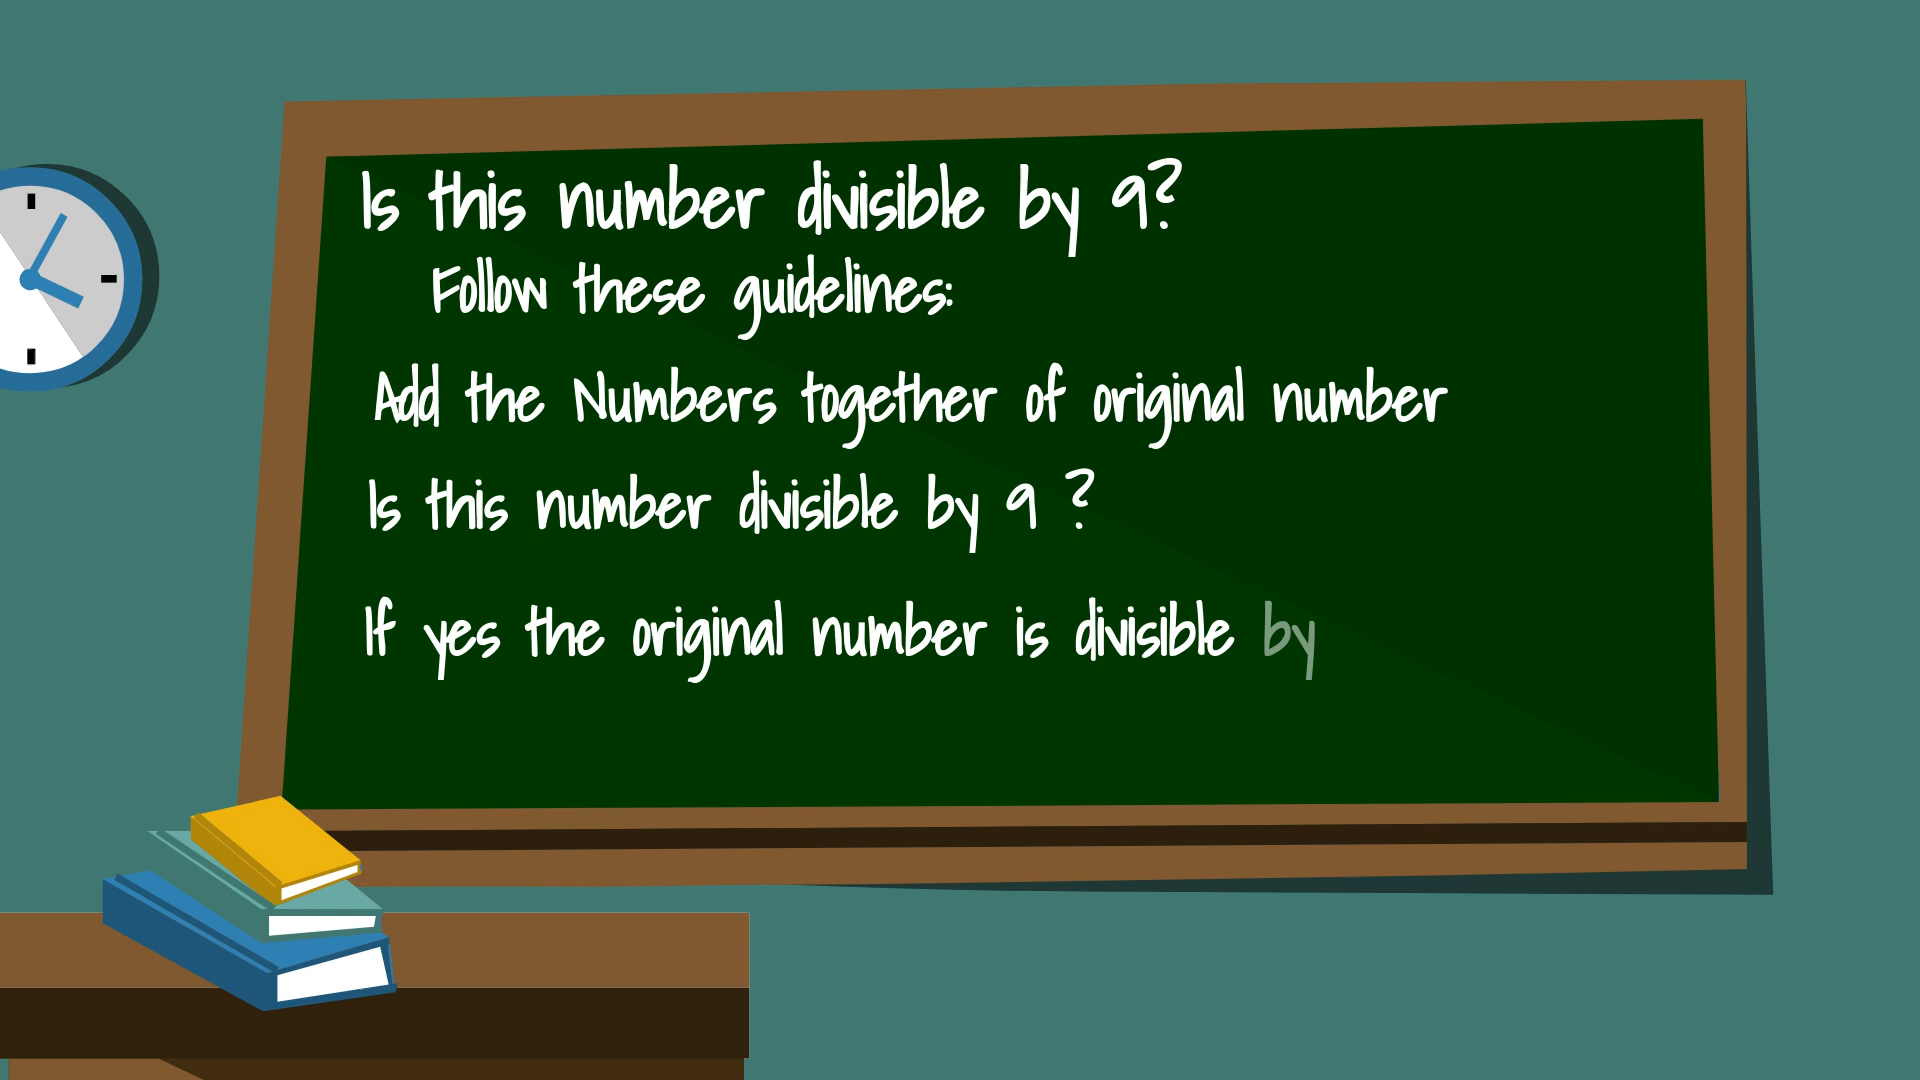 Is this number divisible by 9?
Follow these guidelines:
Add the Numbers together of original number
Is this number divisible by 9 ?
If yes the original number is divisible by